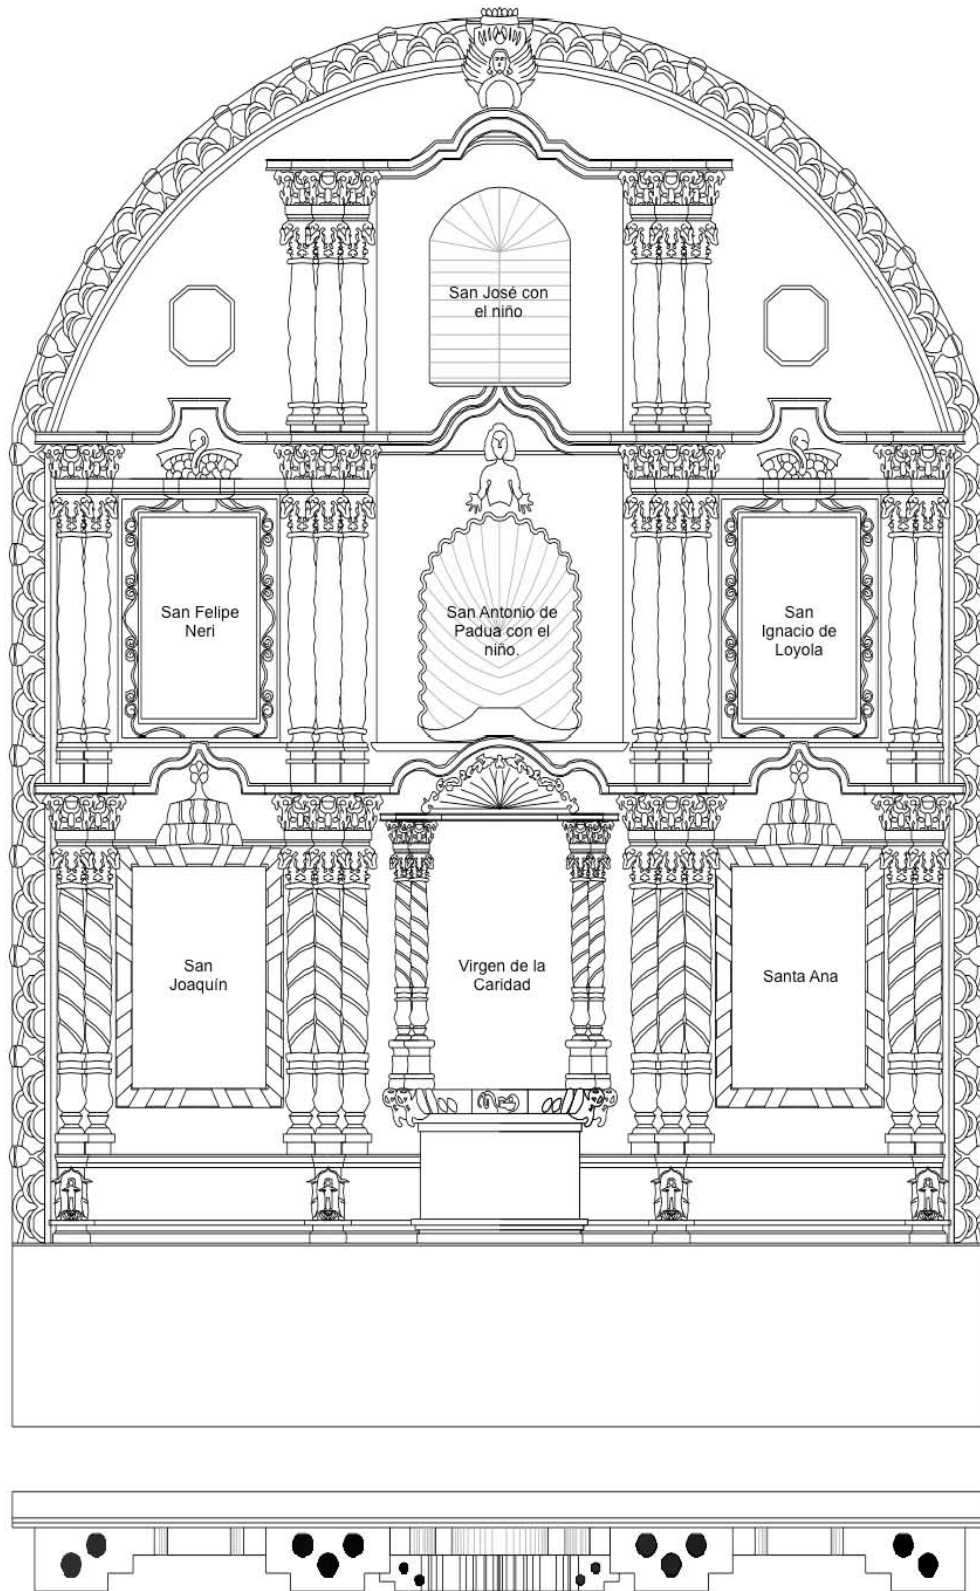 San José con
el niño
San Felipe
Neri
San Antonio de
Padua con el
niño.
San
Ignacio de
Loyola
San
Joaquín
Virgen de la
Caridad
Santa Ana